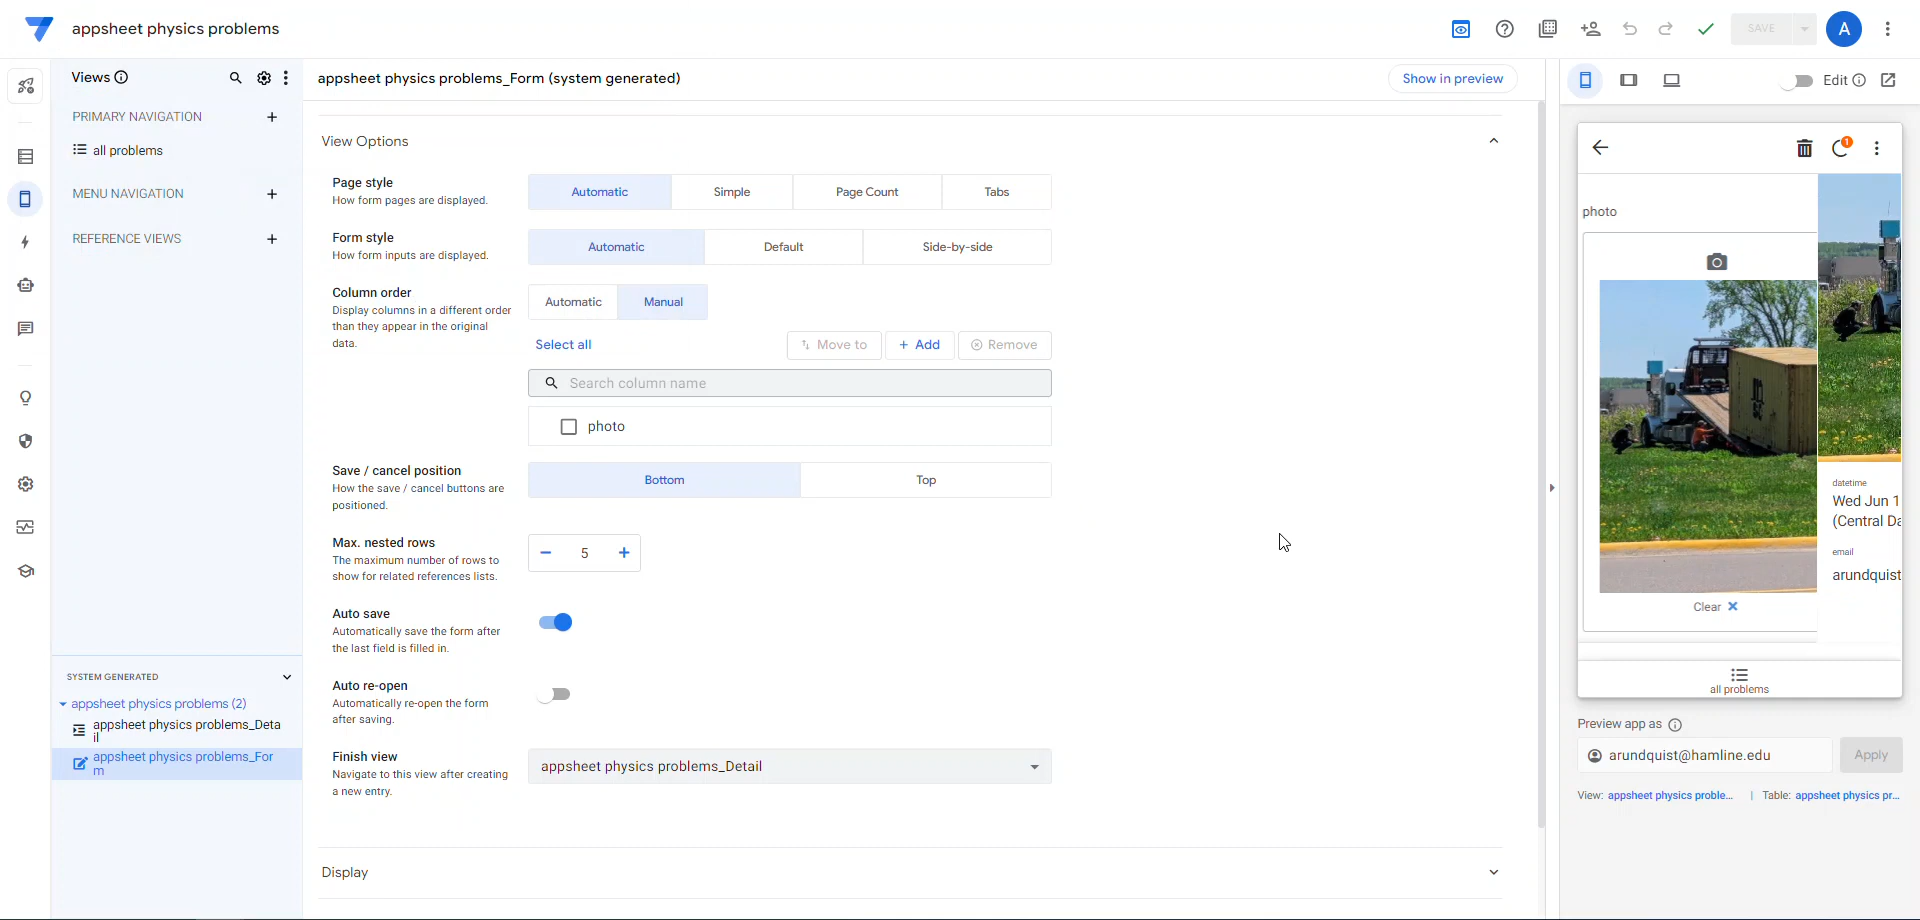 appsheet physics problems
SAVE
A
Views
PRIMARY NAVIGATION
all problems
MENU NAVIGATION
REFERENCE VIEWS
SYSTEM GENERATED
appsheet physics problems (2)
appsheet physics problems_Deta
il
appsheet physics problems_For
m
appsheet physics problems_Form (system generated)
Show in preview
View Options
Page style
How form pages are displayed.
Automatic
Simple
Page Count
Tabs
Form style
How form inputs are displayed.
Automatic
Default
Side-by-side
Column order
Display columns in a different order
than they appear in the original
data.
Automatic
Manual
Select all
Move to
+ Add
Remove
Search column name
photo
Save / cancel position
How the save / cancel buttons are
positioned.
Bottom
Top
Max. nested rows
The maximum number of rows to
show for related references lists.
− 5 +
Auto save
Automatically save the form after
the last field is filled in.
Auto re-open
Automatically re-open the form
after saving.
Finish view
Navigate to this view after creating
a new entry.
appsheet physics problems_Detail
Display
Edit
1
photo
Clear
datetime
Wed Jun 1
(Central Da
email
arundquist
all problems
Preview app as
arundquist@hamline.edu
Apply
View: appsheet physics proble... | Table: appsheet physics pr...